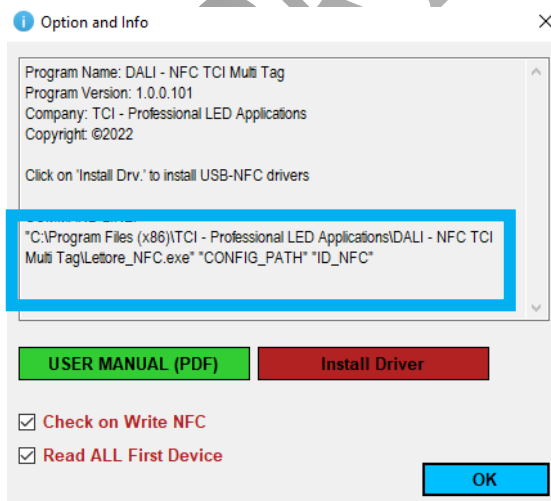 Option and Info
Program Name: DALI - NFC TCI Multi Tag
Program Version: 1.0.0.101
Company: TCI - Professional LED Applications
Copyright: ©2022
Click on 'Install Drv.' to install USB-NFC drivers
COMMAND LINE:
"C:\Program Files (x86)\TCI - Professional LED Applications\DALI - NFC TCI
Multi Tag\Lettore_NFC.exe" "CONFIG_PATH" "ID_NFC"
USER MANUAL (PDF)
Install Driver
Check on Write NFC
Read ALL First Device
OK